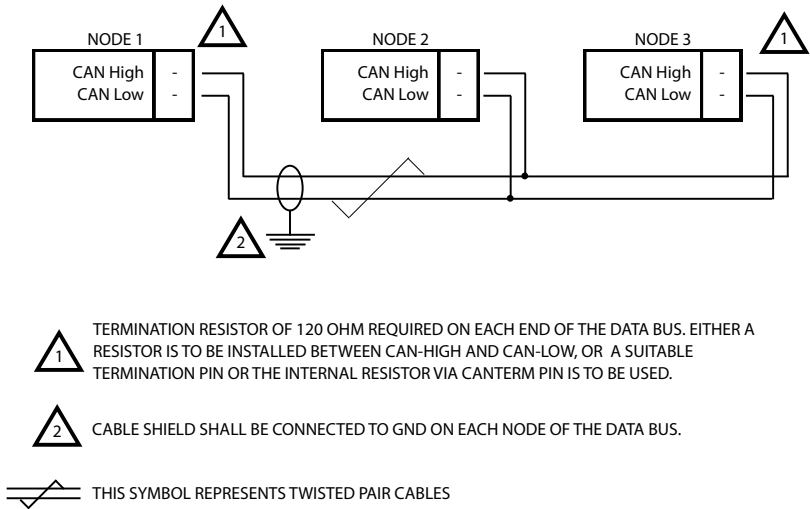 1
1
NODE 1
NODE 2
NODE 3
CAN High -
CAN Low -
CAN High -
CAN Low -
CAN High -
CAN Low -
2
1
TERMINATION RESISTOR OF 120 OHM REQUIRED ON EACH END OF THE DATA BUS. EITHER A
RESISTOR IS TO BE INSTALLED BETWEEN CAN-HIGH AND CAN-LOW, OR A SUITABLE
TERMINATION PIN OR THE INTERNAL RESISTOR VIA CANTERM PIN IS TO BE USED.
2
CABLE SHIELD SHALL BE CONNECTED TO GND ON EACH NODE OF THE DATA BUS.
THIS SYMBOL REPRESENTS TWISTED PAIR CABLES